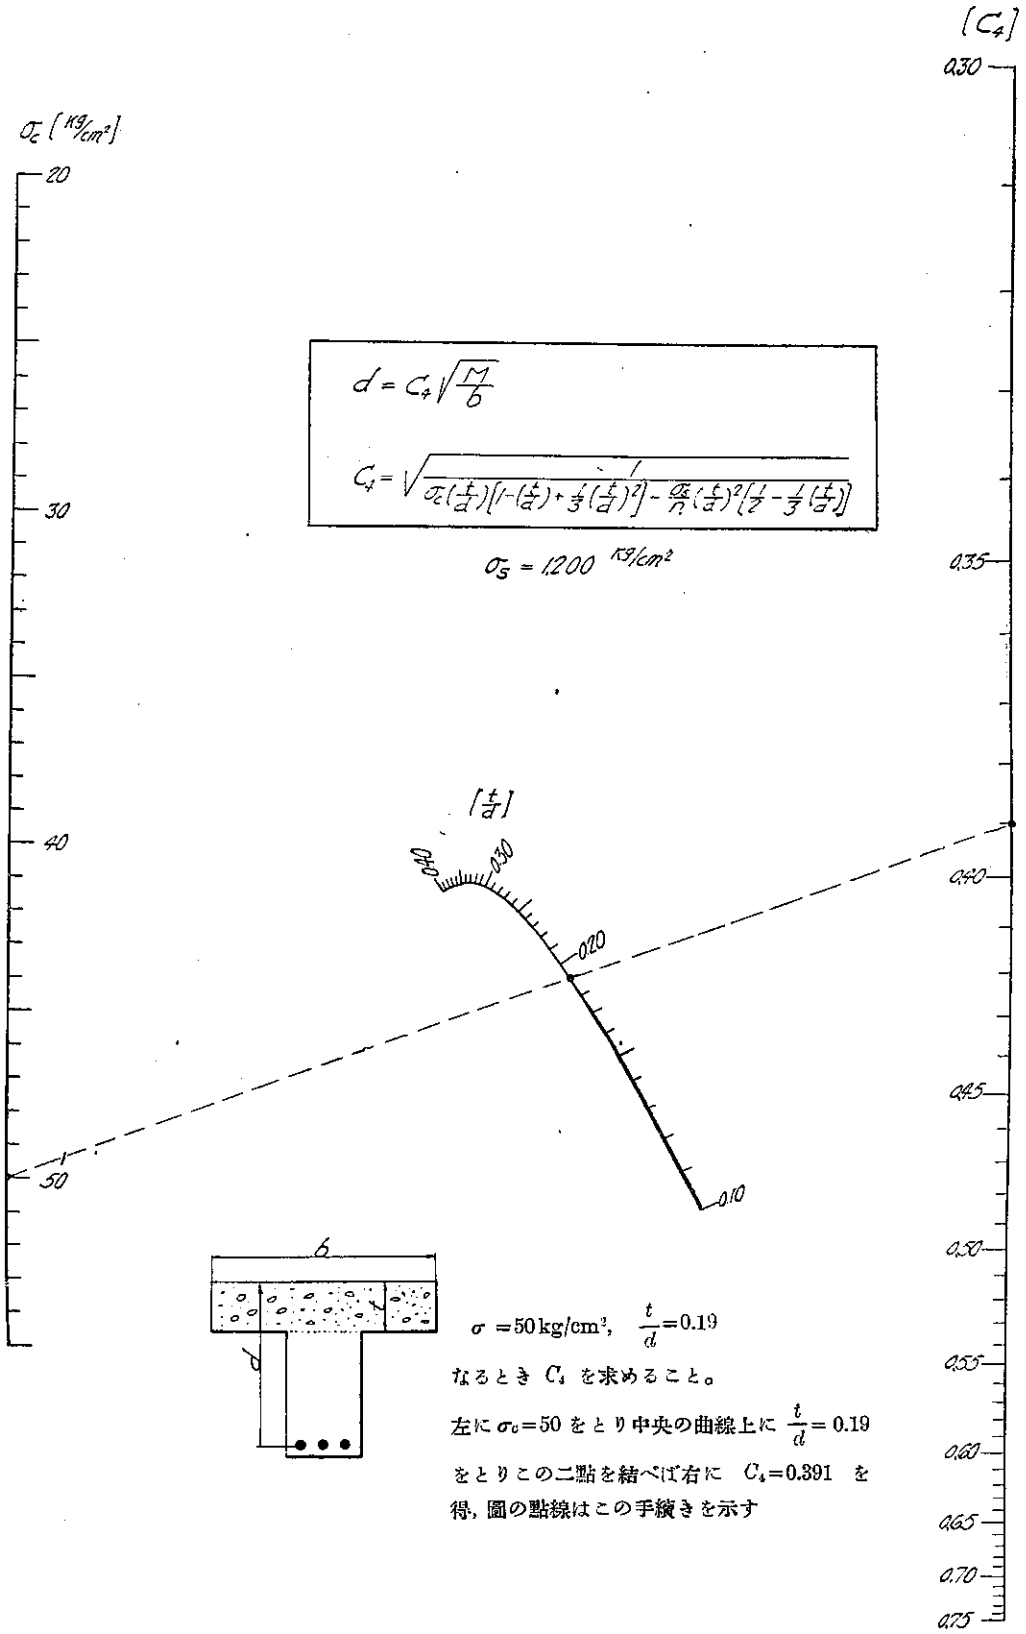 [C₄]
0.30
σc [kg/cm²]
20
d = C₄√(M/b)
C₄ = √(1/(σc(t/d)[1-(t/d)+1/3(t/d)²]-σs/n(t/d)²[1/2-1/3(t/d)]))
30
σs = 1,200 kg/cm²
0.35
[t/d]
40
0.40
0.30
0.40
0.20
0.45
50
0.10
0.50
b
t
d
σ =50kg/cm², t/d=0.19
0.55
なるとき C₄ を求めること。
左に σc=50 をとり中央の曲線上に t/d=0.19
0.60
をとりこの二點を結べば右に C₄=0.391 を
得, 圖の點線はこの手續きを示す
0.65
0.70
0.75